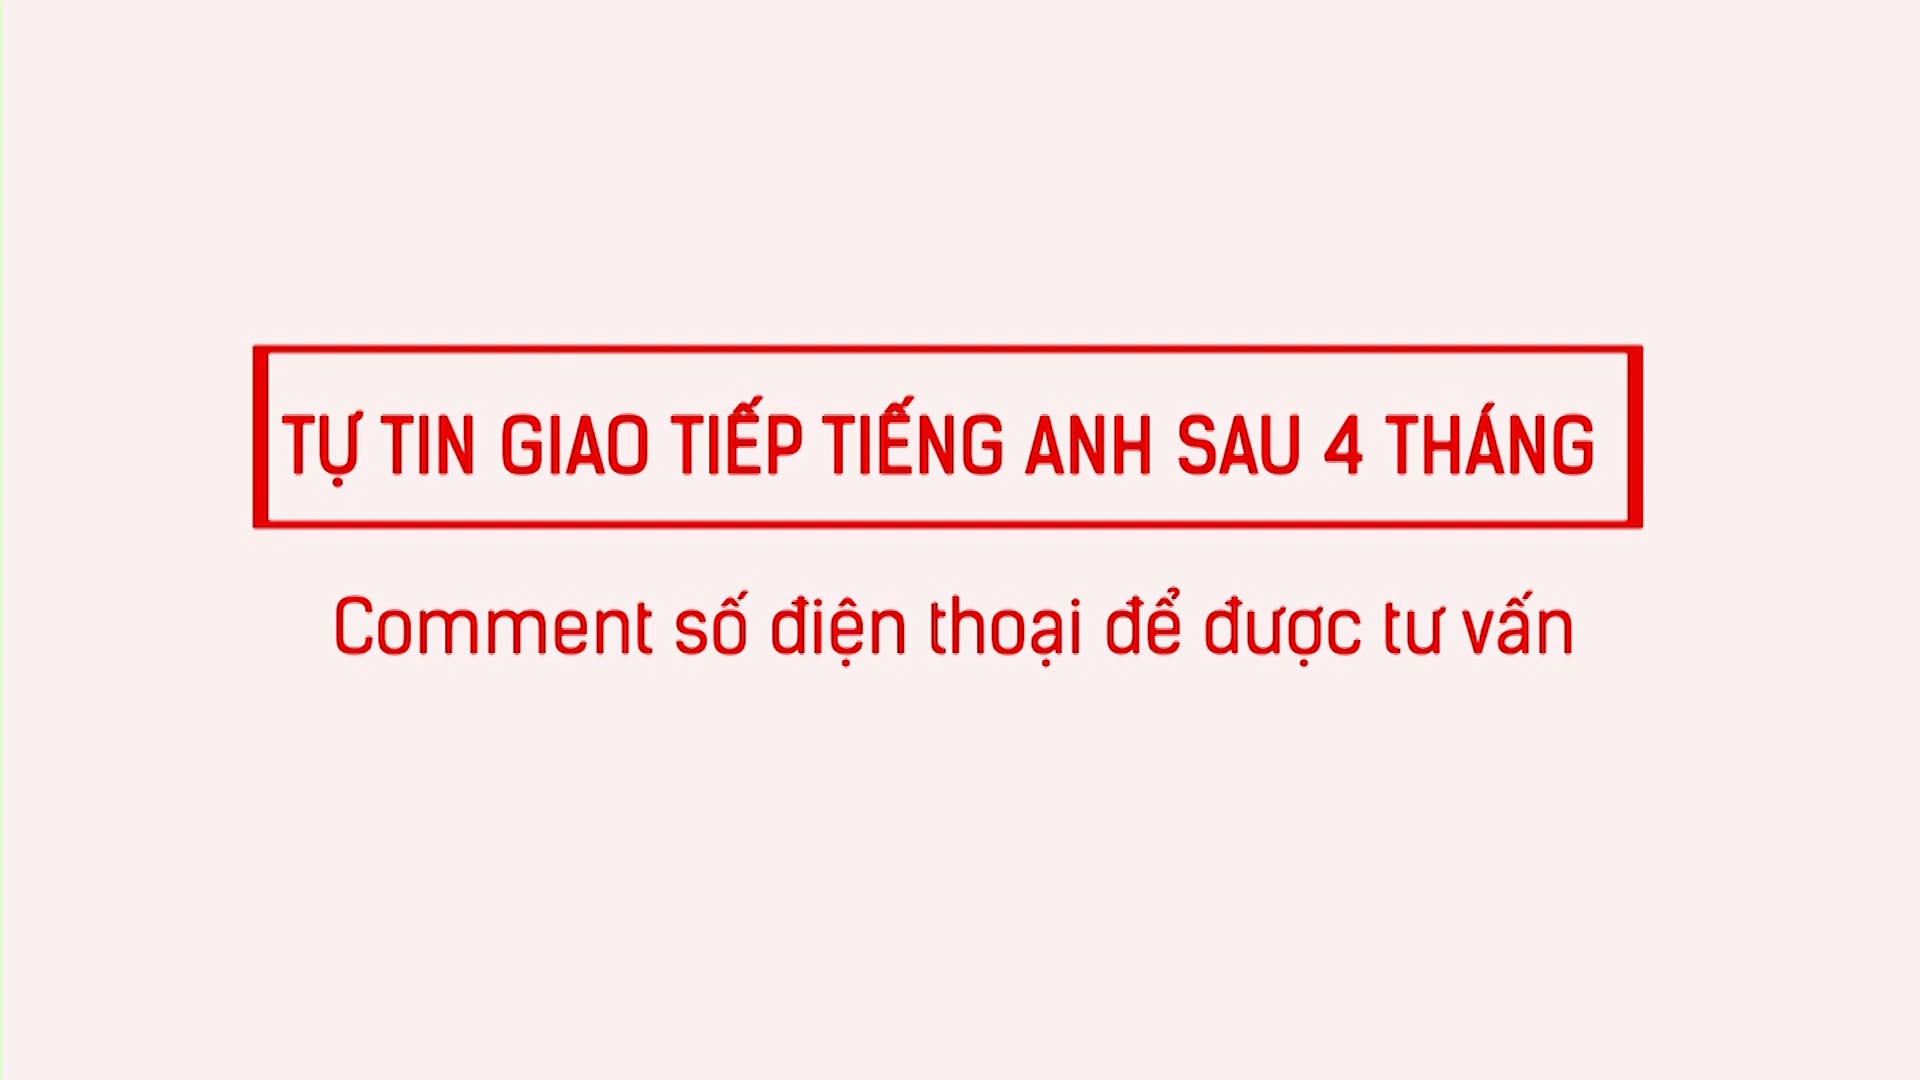 TỰ TIN GIAO TIẾP TIẾNG ANH SAU 4 THÁNG
Comment số điện thoại để được tư vấn